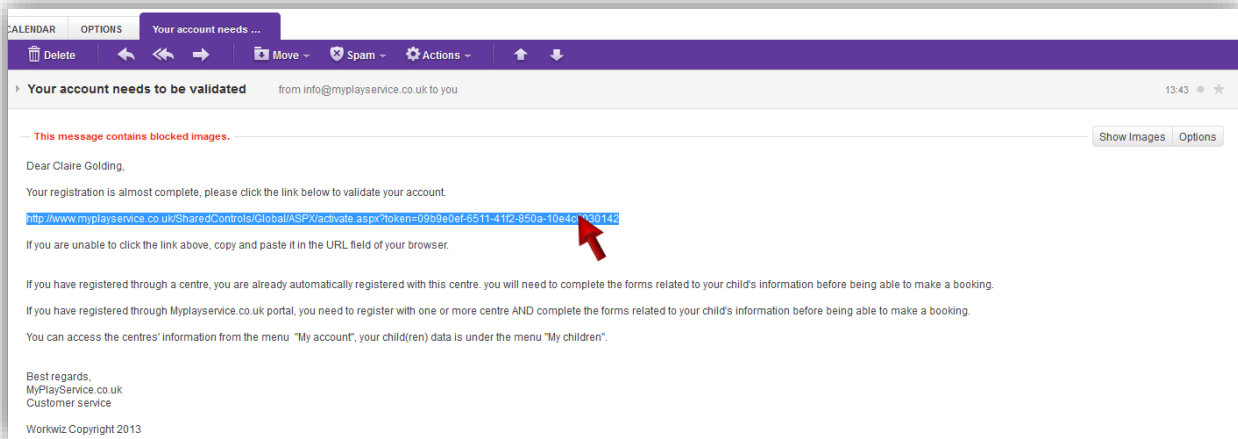 CALENDAR OPTIONS Your account needs ...
Delete Move Spam Actions
Your account needs to be validated from info@myplayservice.co.uk to you 13:43
This message contains blocked images. Show Images Options
Dear Claire Golding,
Your registration is almost complete, please click the link below to validate your account.
http://www.myplayservice.co.uk/SharedControls/Global/ASPX/activate.aspx?token=09b9e0ef-6511-41f2-850a-10e4c
If you are unable to click the link above, copy and paste it in the URL field of your browser.
If you have registered through a centre, you are already automatically registered with this centre. you will need to complete the forms related to your child's information before being able to make a booking.
If you have registered through Myplayservice.co.uk portal, you need to register with one or more centre AND complete the forms related to your child's information before being able to make a booking.
You can access the centres' information from the menu "My account", your child(ren) data is under the menu "My children".
Best regards,
MyPlayService.co.uk
Customer service
Workwiz Copyright 2013